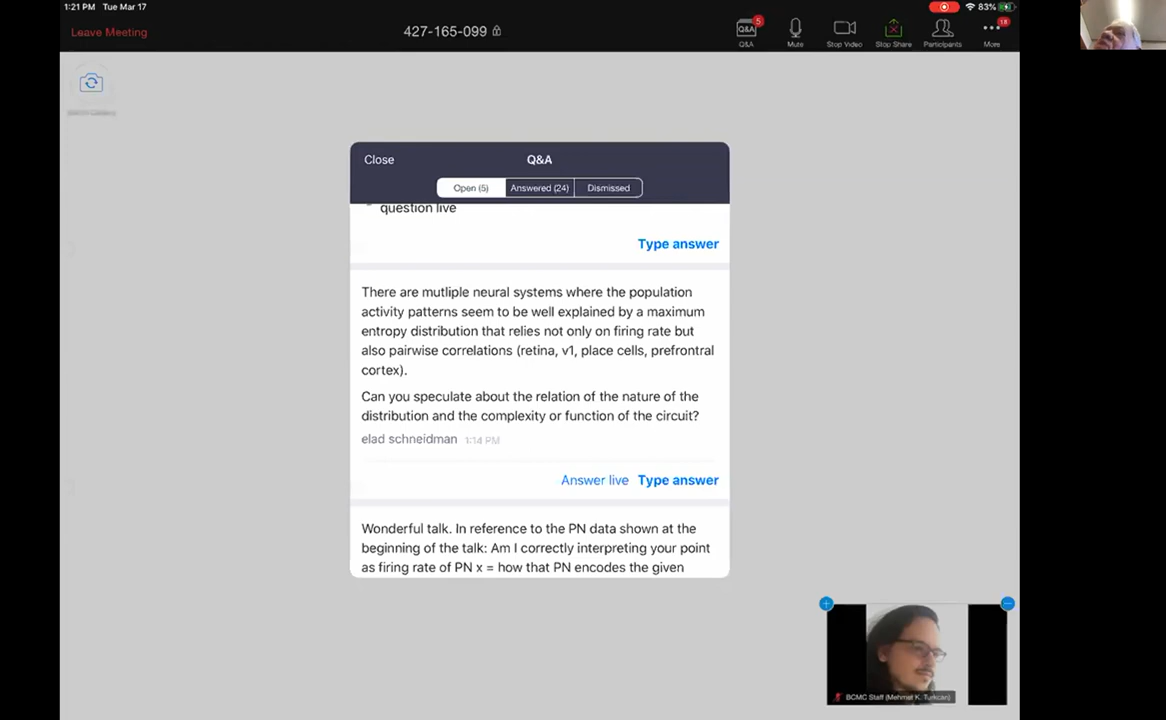 1:21 PM Tue Mar 17
83%
Leave Meeting
427-165-099
5
Q&A
Q&A
Mute
Stop Video
Stop Share
Participants
18
More
Close
Q&A
Open (5)
Answered (24)
Dismissed
question live
Type answer
There are mutliple neural systems where the population
activity patterns seem to be well explained by a maximum
entropy distribution that relies not only on firing rate but
also pairwise correlations (retina, v1, place cells, prefrontral
cortex).
Can you speculate about the relation of the nature of the
distribution and the complexity or function of the circuit?
elad schneidman 1:14 PM
Answer live Type answer
Wonderful talk. In reference to the PN data shown at the
beginning of the talk: Am I correctly interpreting your point
as firing rate of PN x = how that PN encodes the given
BCMC Staff (Mehmet K. Turkcan)